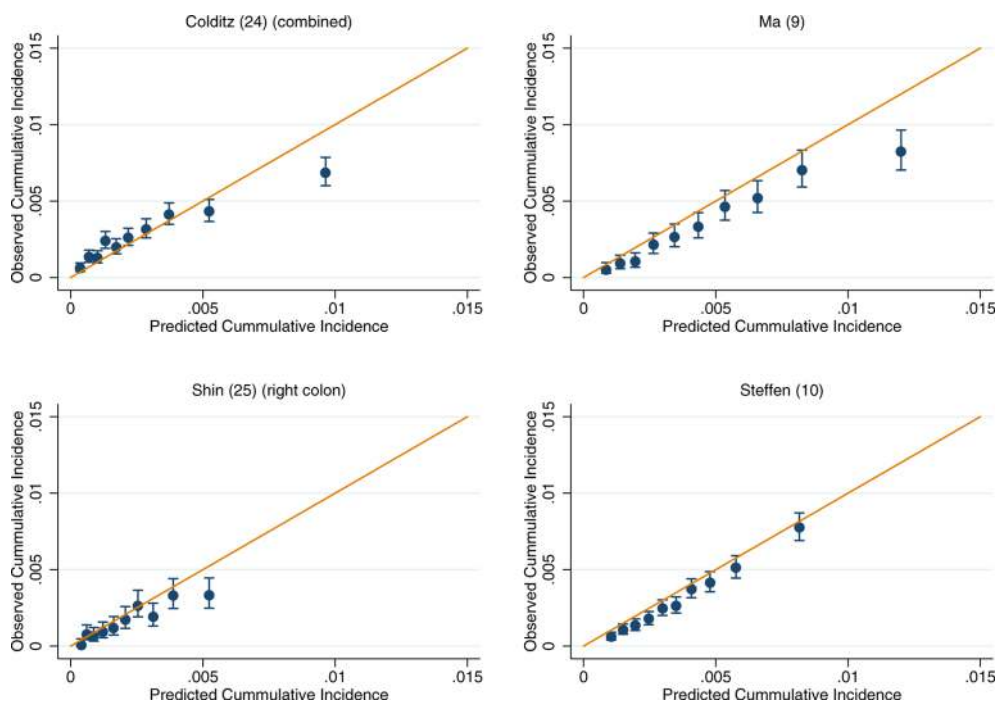 Colditz (24) (combined)
Observed Cummulative Incidence
.015
.01
.005
0
0 .005 .01 .015
Predicted Cummulative Incidence
Ma (9)
Observed Cummulative Incidence
.015
.01
.005
0
0 .005 .01 .015
Predicted Cummulative Incidence
Shin (25) (right colon)
Observed Cummulative Incidence
.015
.01
.005
0
0 .005 .01 .015
Predicted Cummulative Incidence
Steffen (10)
Observed Cummulative Incidence
.015
.01
.005
0
0 .005 .01 .015
Predicted Cummulative Incidence